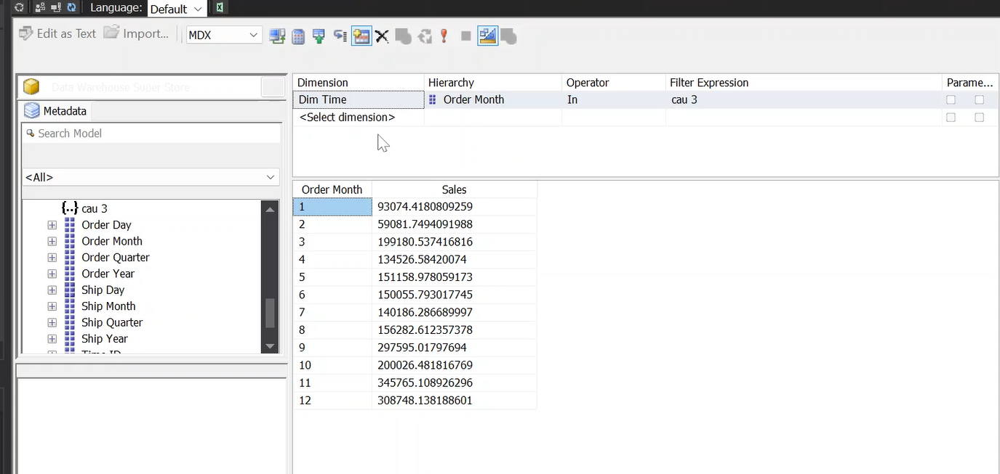 Language: Default
Edit as Text Import... MDX
Data Warehouse Super Store
Metadata
Search Model
<All>
{..} cau 3
Order Day
Order Month
Order Quarter
Order Year
Ship Day
Ship Month
Ship Quarter
Ship Year
Time ID
Dimension Hierarchy Operator Filter Expression Parame...
Dim Time Order Month In cau 3
<Select dimension>
Order Month Sales
1 93074.4180809259
2 59081.7494091988
3 199180.537416816
4 134526.58420074
5 151158.978059173
6 150055.793017745
7 140186.286689997
8 156282.612357378
9 297595.01797694
10 200026.481816769
11 345765.108926296
12 308748.138188601